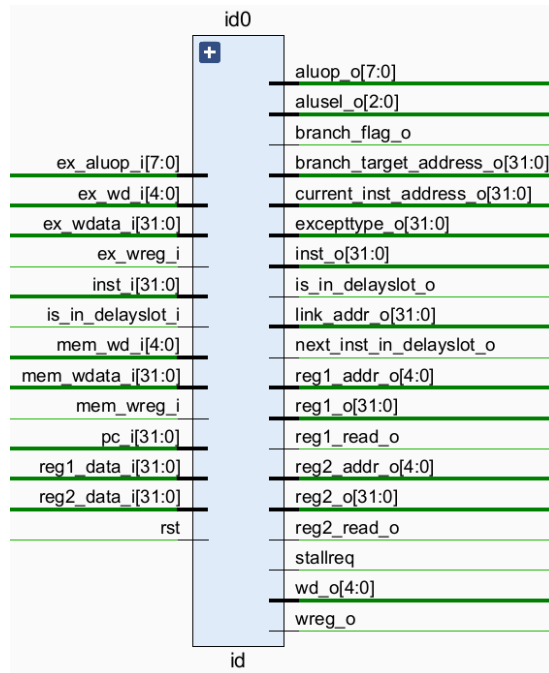 id0
aluop_o[7:0]
alusel_o[2:0]
branch_flag_o
ex_aluop_i[7:0]
branch_target_address_o[31:0]
ex_wd_i[4:0]
current_inst_address_o[31:0]
ex_wdata_i[31:0]
excepttype_o[31:0]
ex_wreg_i
inst_o[31:0]
inst_i[31:0]
is_in_delayslot_o
is_in_delayslot_i
link_addr_o[31:0]
mem_wd_i[4:0]
next_inst_in_delayslot_o
mem_wdata_i[31:0]
reg1_addr_o[4:0]
mem_wreg_i
reg1_o[31:0]
pc_i[31:0]
reg1_read_o
reg1_data_i[31:0]
reg2_addr_o[4:0]
reg2_data_i[31:0]
reg2_o[31:0]
rst
reg2_read_o
stallreq
wd_o[4:0]
wreg_o
id